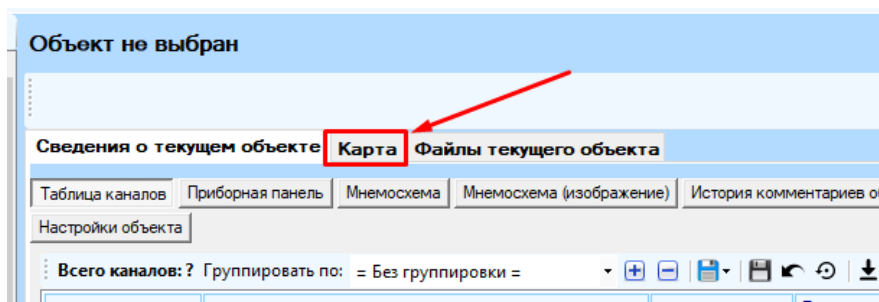 Объект не выбран
Сведения о текущем объекте Карта Файлы текущего объекта
Таблица каналов Приборная панель Мнемосхема Мнемосхема (изображение) История комментариев
Настройки объекта
Всего каналов: ? Группировать по: = Без группировки =